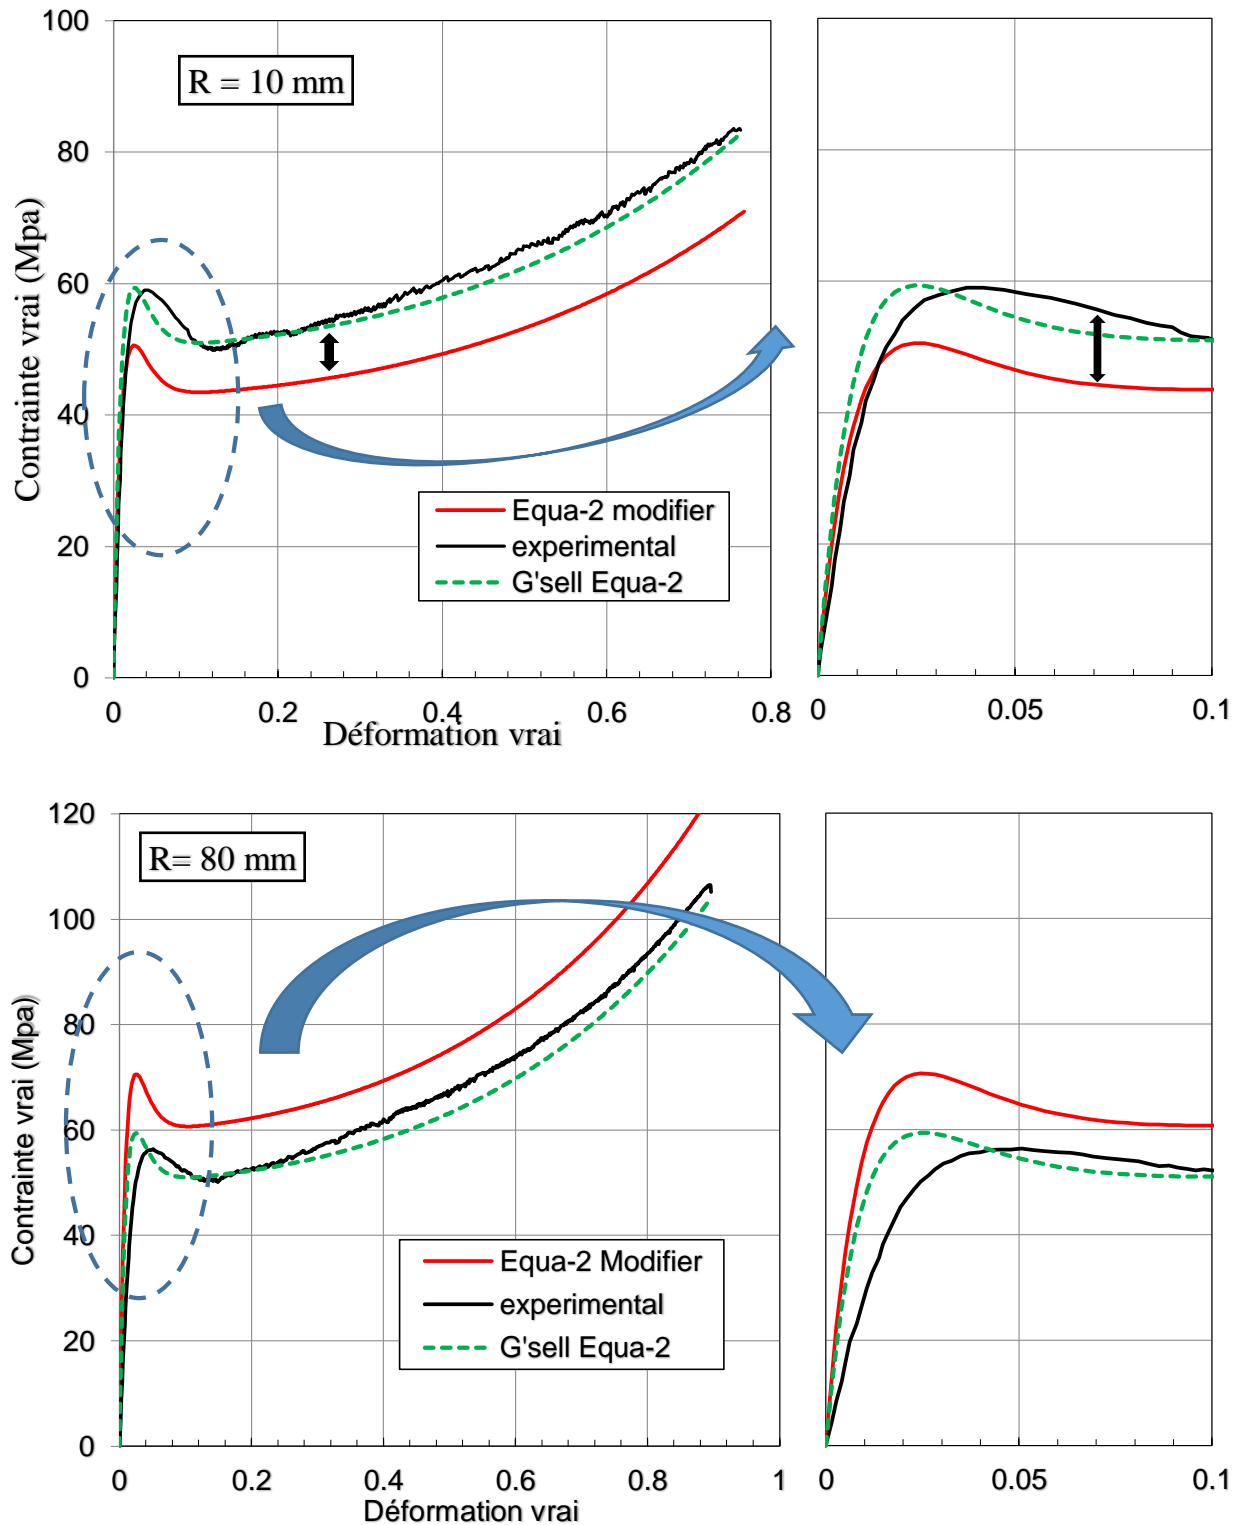 100
80
60
40
20
0
Contrainte vrai (Mpa)
R = 10 mm
Equa-2 modifier
experimental
G'sell Equa-2
0 0.2 0.4 0.6 0.8
Déformation vrai
0 0.05 0.1
120
100
80
60
40
20
0
Contrainte vrai (Mpa)
R= 80 mm
Equa-2 Modifier
experimental
G'sell Equa-2
0 0.2 0.4 0.6 0.8 1
Déformation vrai
0 0.05 0.1